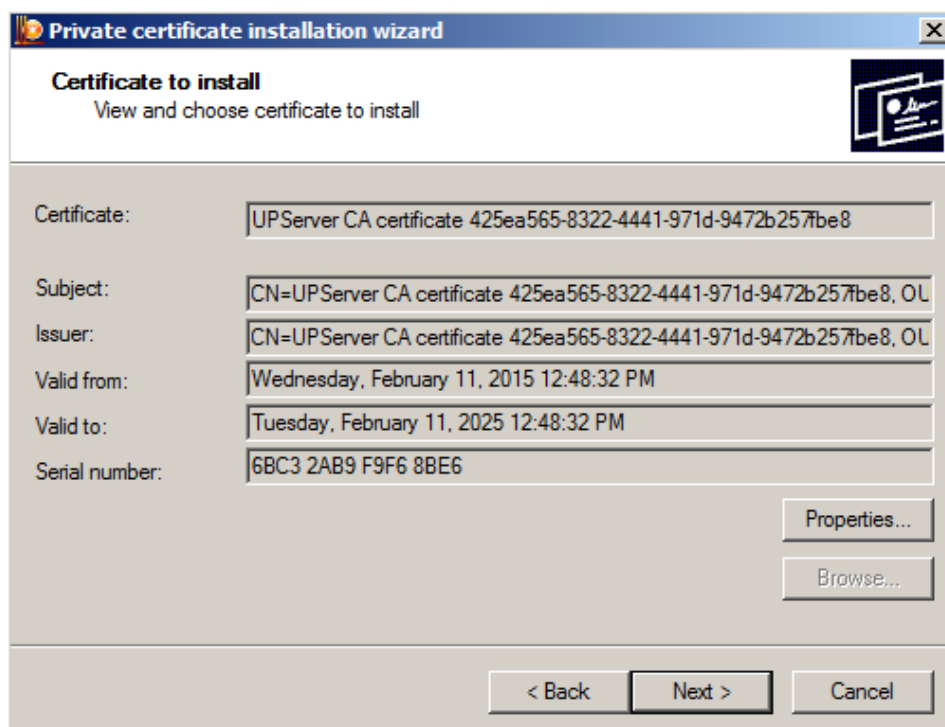 Private certificate installation wizard
Certificate to install
View and choose certificate to install
Certificate: UPServer CA certificate 425ea565-8322-4441-971d-9472b257fbe8
Subject: CN=UPServer CA certificate 425ea565-8322-4441-971d-9472b257fbe8, OU
Issuer: CN=UPServer CA certificate 425ea565-8322-4441-971d-9472b257fbe8, OU
Valid from: Wednesday, February 11, 2015 12:48:32 PM
Valid to: Tuesday, February 11, 2025 12:48:32 PM
Serial number: 6BC3 2AB9 F9F6 8BE6
Properties...
Browse...
< Back Next > Cancel